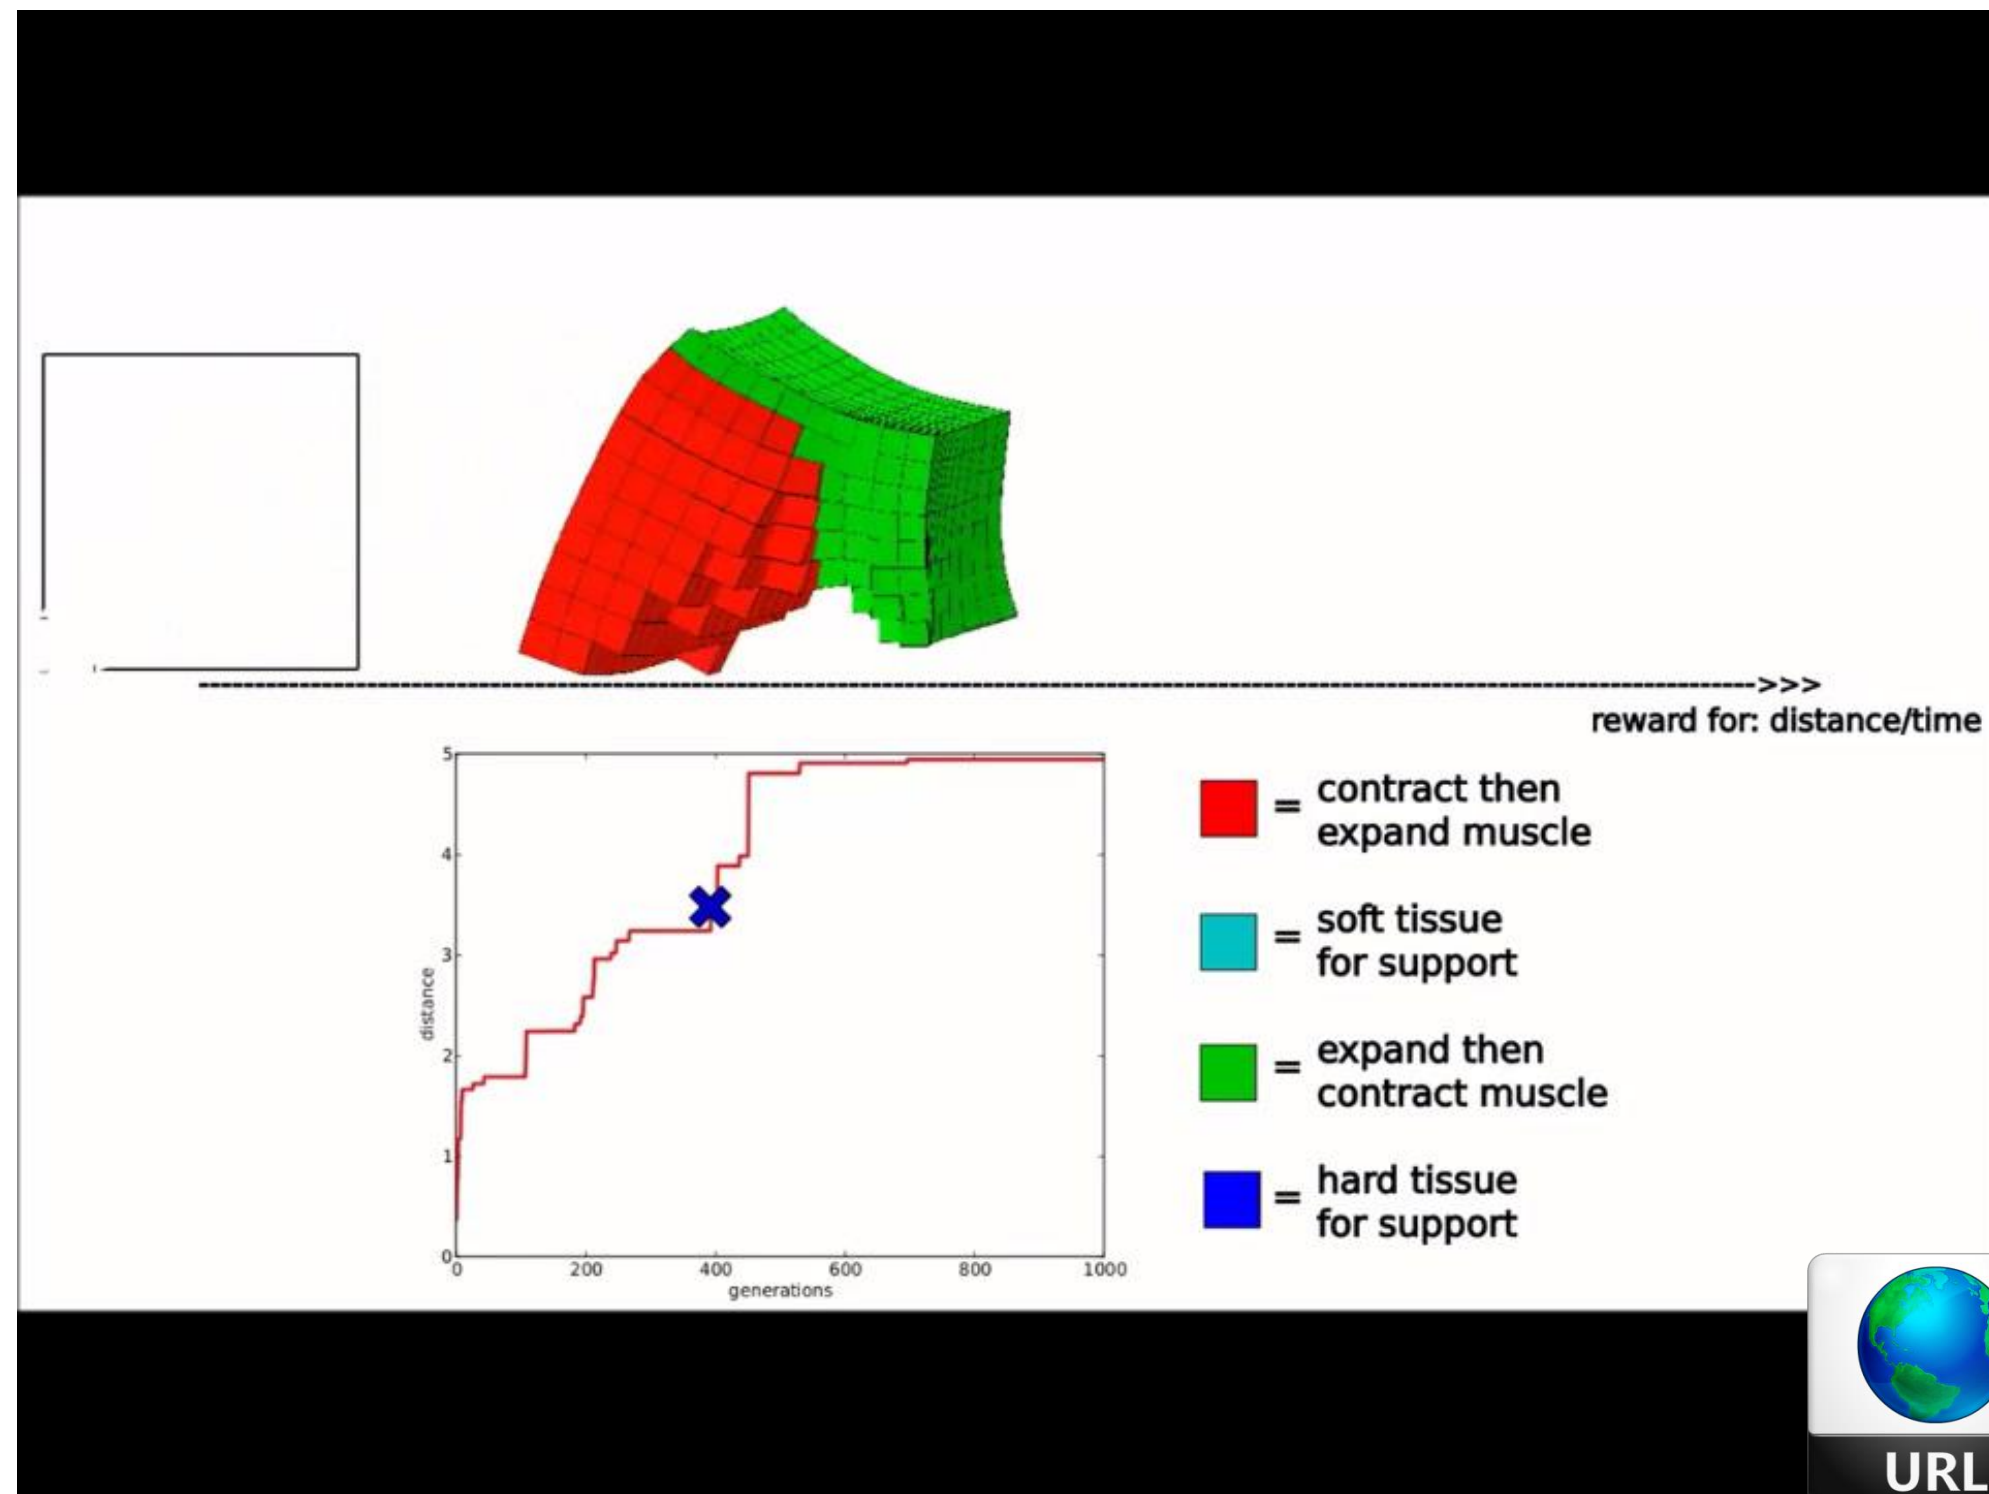 >>>
reward for: distance/time
5
4
3
2
1
0
distance
0 200 400 600 800 1000
generations
= contract then
expand muscle
= soft tissue
for support
= expand then
contract muscle
= hard tissue
for support
URL